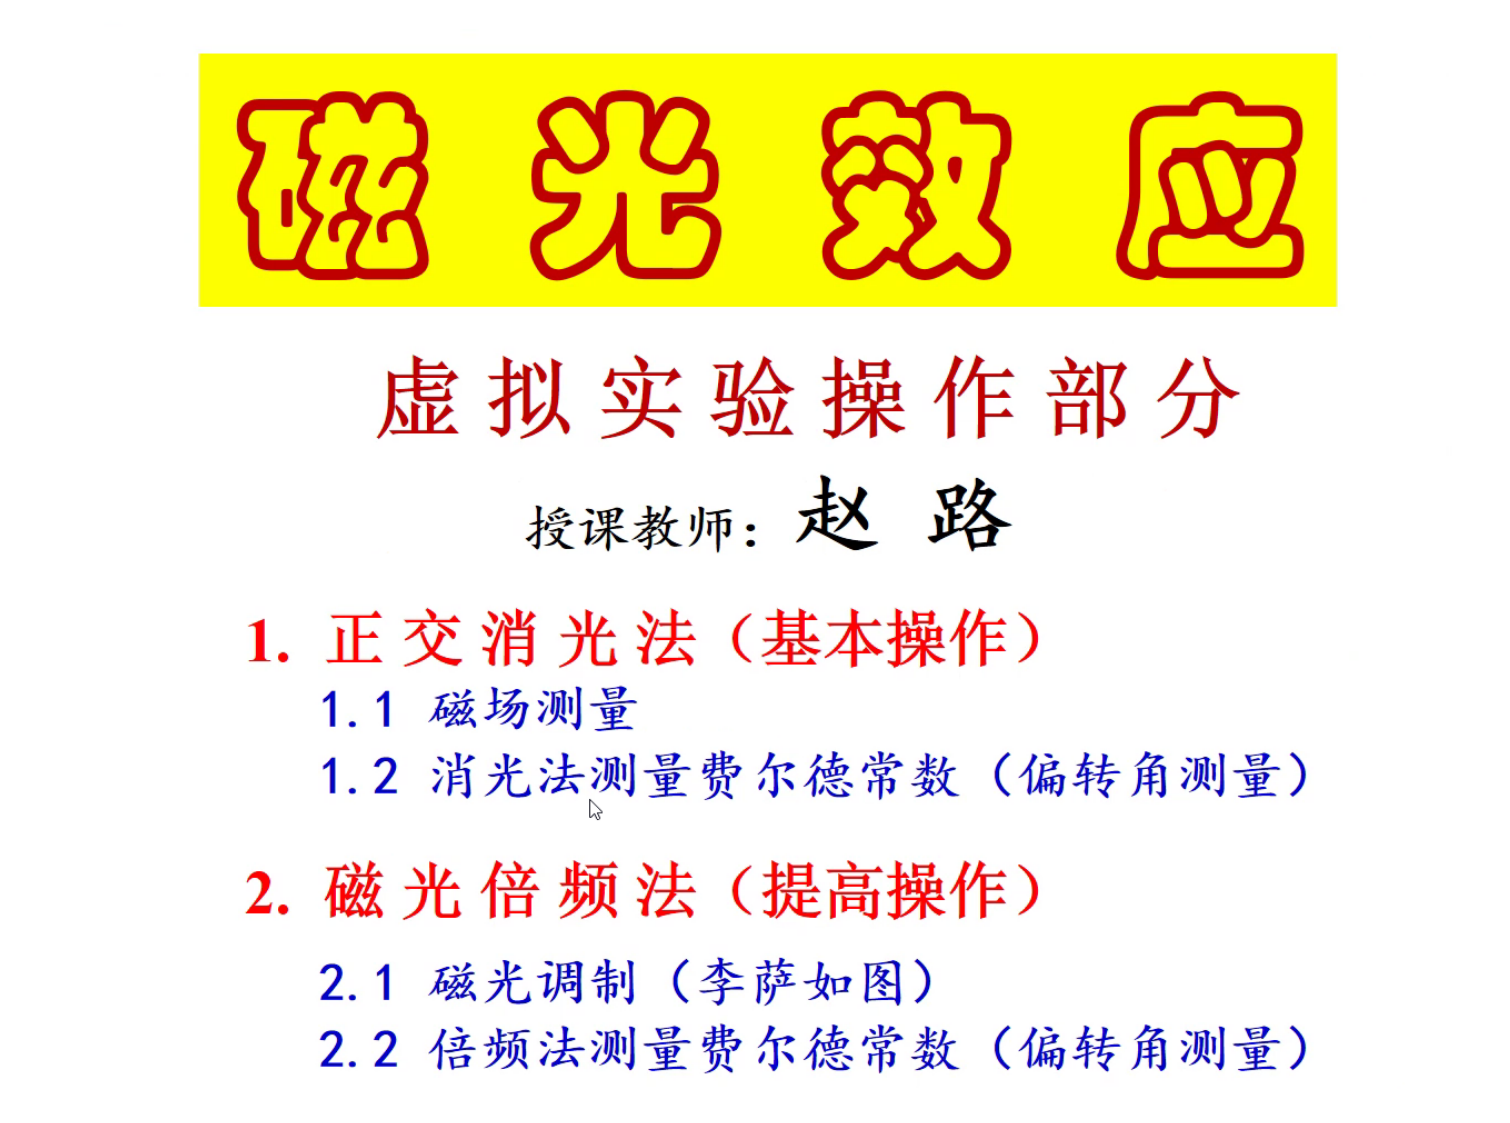 磁光效应
虚拟实验操作部分
授课教师：赵 路
1. 正交消光法（基本操作）
1.1 磁场测量
1.2 消光法测量费尔德常数（偏转角测量）
2. 磁光倍频法（提高操作）
2.1 磁光调制（李萨如图）
2.2 倍频法测量费尔德常数（偏转角测量）